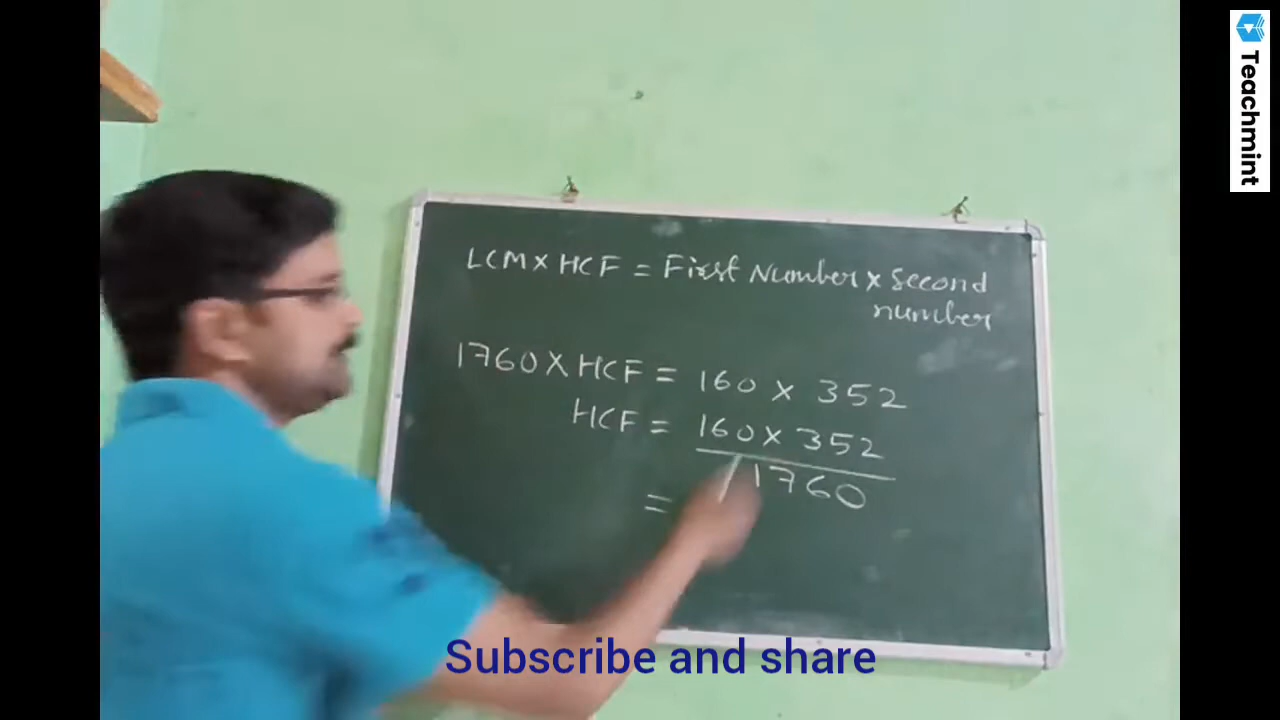 Teachmint
LCM X HCF = First Number x Second
number
1760 X HCF = 160 x 352
HCF = 160 x 352
1760
=
Subscribe and share